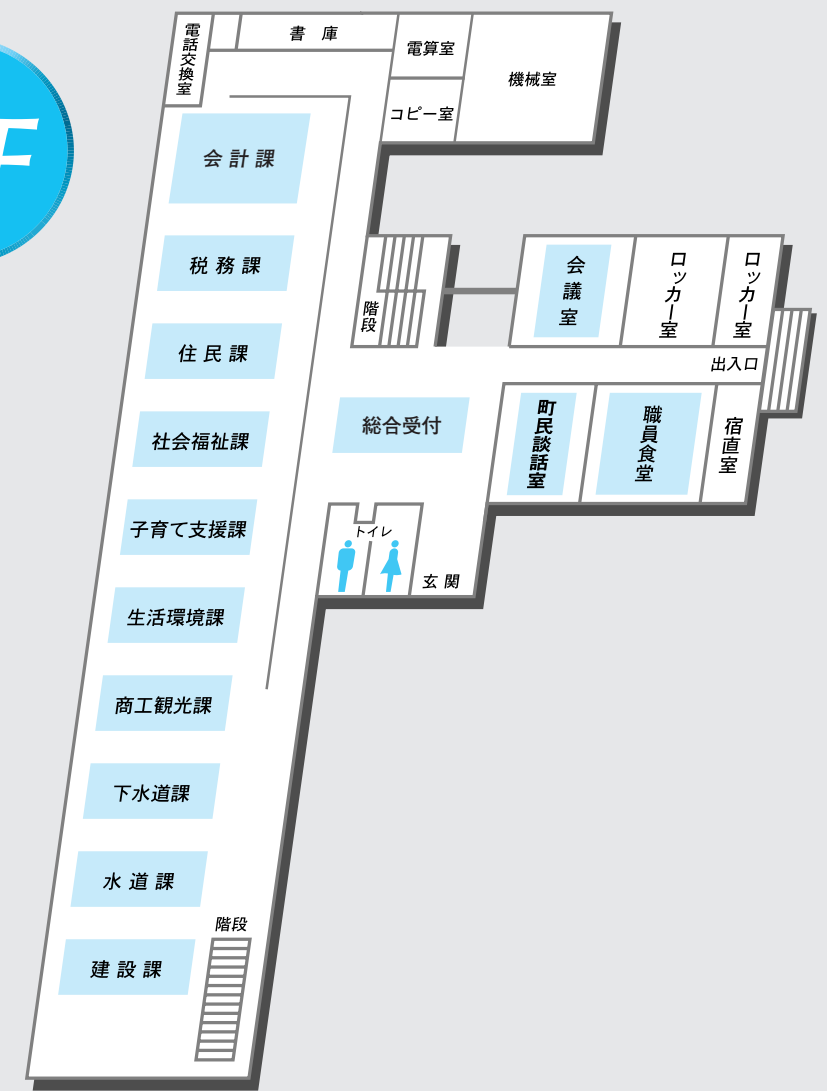 電話交換室
書庫
電算室
機械室
コピー室
会計課
税務課
住民課
社会福祉課
子育て支援課
生活環境課
商工観光課
下水道課
水道課
建設課
階段
階段
総合受付
トイレ
玄関
会議室
ロッカー室
ロッカー室
出入口
町民談話室
職員食堂
宿直室